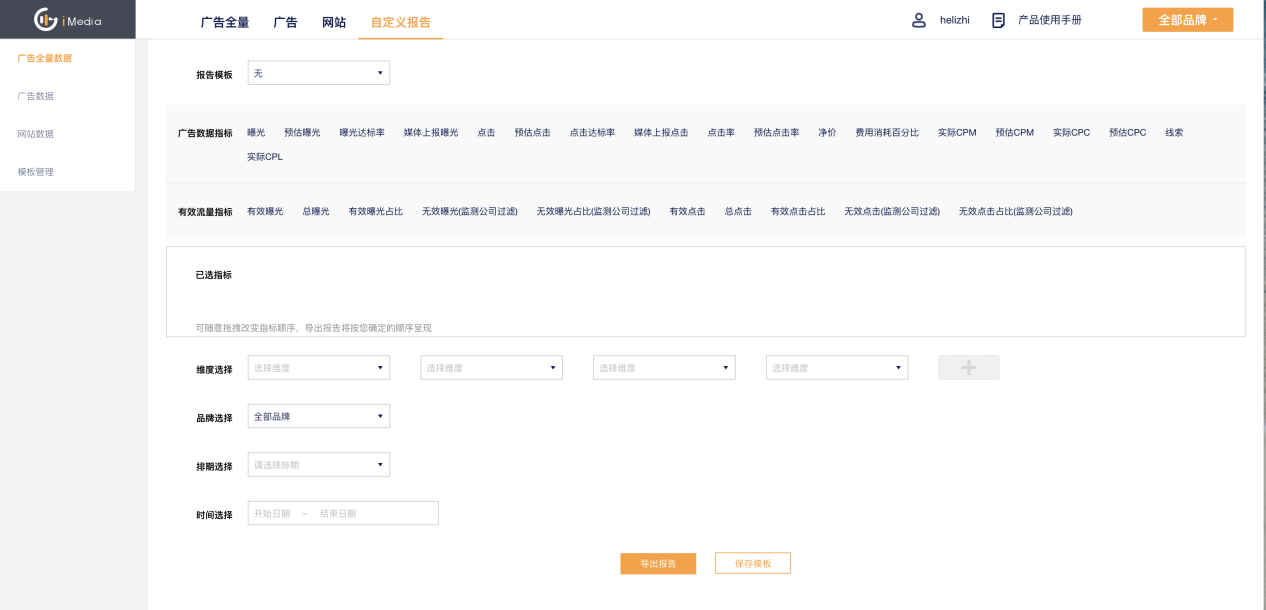 iMedia
广告全量 广告 网站 自定义报告
helizhi 产品使用手册 全部品牌
广告全量数据
广告数据
网站数据
模板管理
报告模板 无
广告数据指标 曝光 预估曝光 曝光达标率 媒体上报曝光 点击 预估点击 点击达标率 媒体上报点击 点击率 预估点击率 净价 费用消耗百分比 实际CPM 预估CPM 实际CPC 预估CPC 线索
实际CPL
有效流量指标 有效曝光 总曝光 有效曝光占比 无效曝光(监测公司过滤) 无效曝光占比(监测公司过滤) 有效点击 总点击 有效点击占比 无效点击(监测公司过滤) 无效点击占比(监测公司过滤)
已选指标
可随意拖拽改变指标顺序，导出报告将按您确定的顺序呈现
维度选择 选择维度 选择维度 选择维度 选择维度
品牌选择 全部品牌
排期选择 请选择排期
时间选择 开始日期 ~ 结束日期
导出报告 保存模板